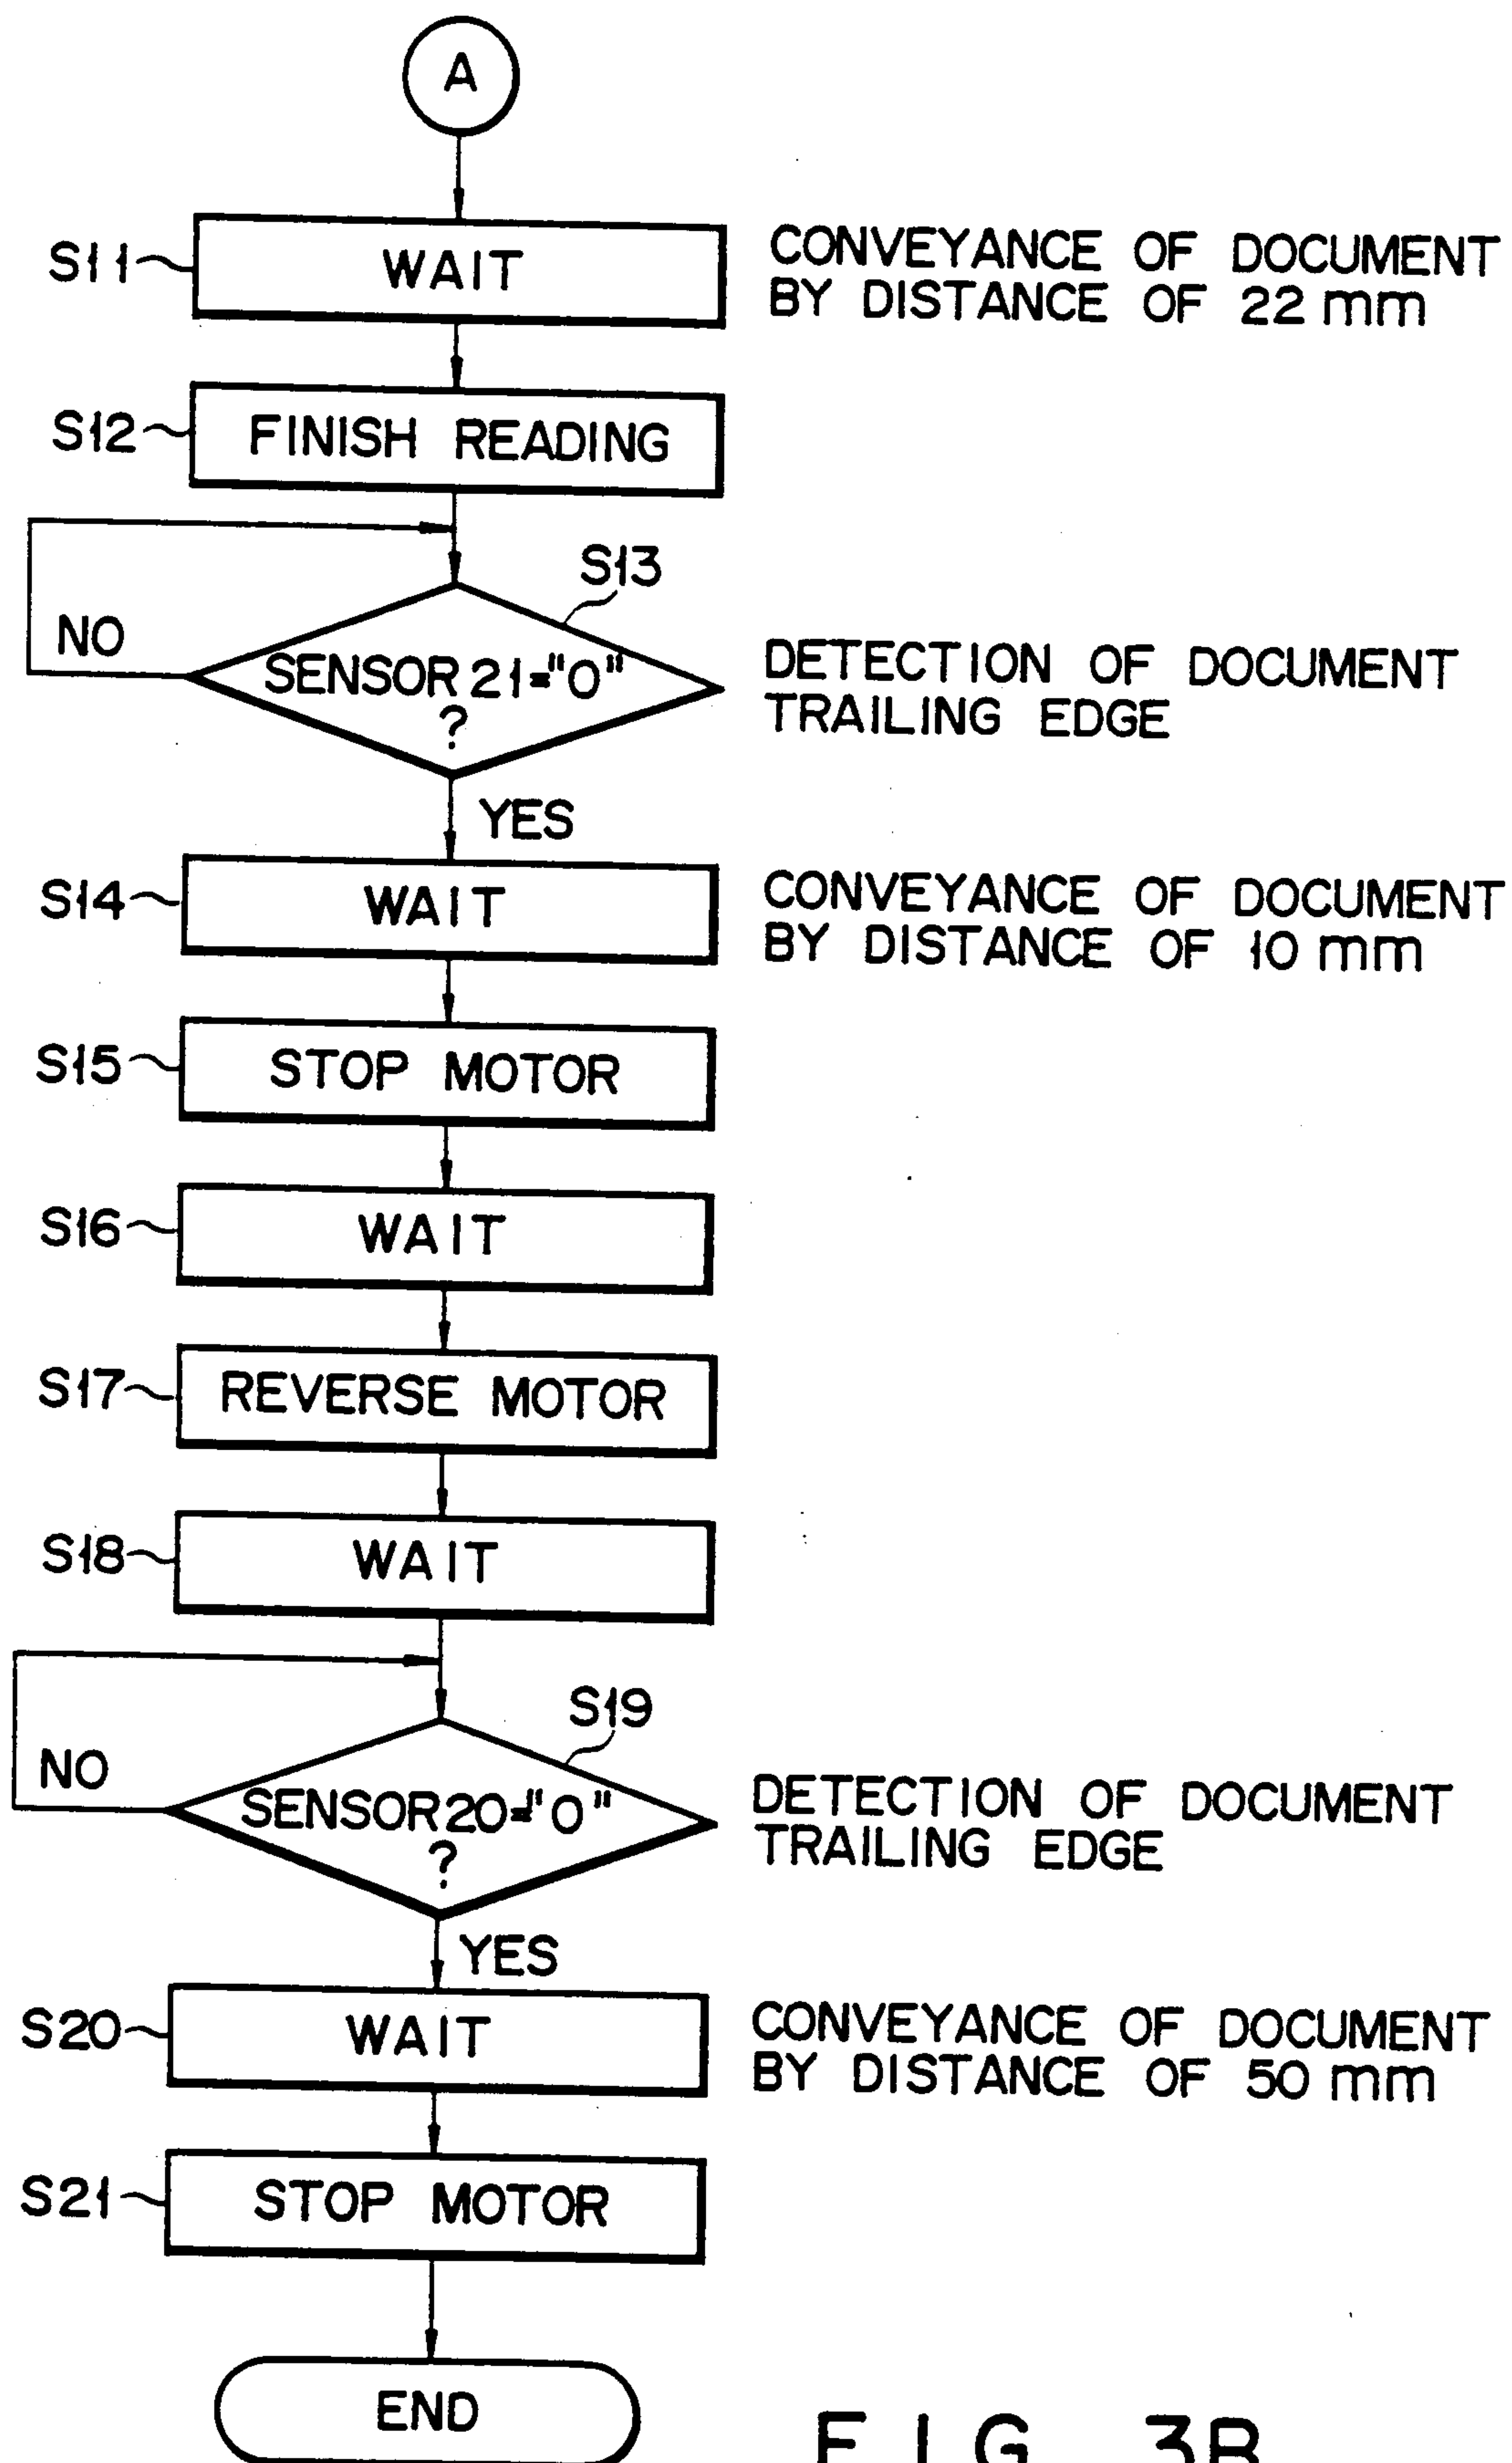 A
S11
WAIT
CONVEYANCE OF DOCUMENT
BY DISTANCE OF 22 mm
S12
FINISH READING
S13
NO
SENSOR 21="0"
?
DETECTION OF DOCUMENT
TRAILING EDGE
YES
S14
WAIT
CONVEYANCE OF DOCUMENT
BY DISTANCE OF 10 mm
S15
STOP MOTOR
S16
WAIT
S17
REVERSE MOTOR
S18
WAIT
S19
NO
SENSOR 20="0"
?
DETECTION OF DOCUMENT
TRAILING EDGE
YES
S20
WAIT
CONVEYANCE OF DOCUMENT
BY DISTANCE OF 50 mm
S21
STOP MOTOR
END
FIG. 3B